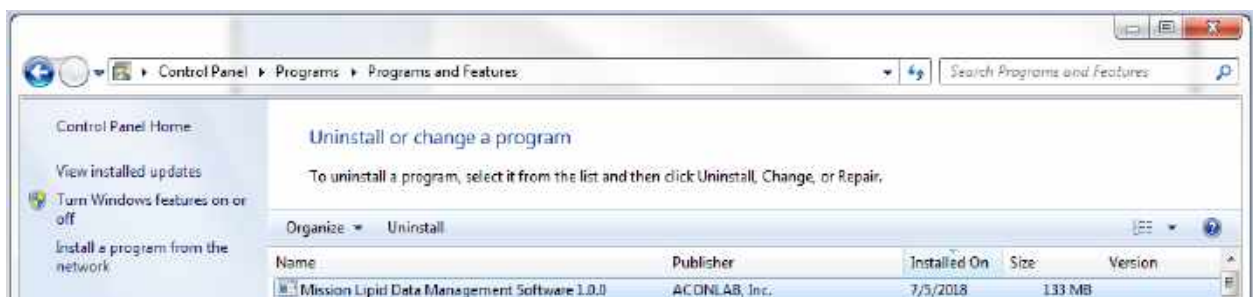 Control Panel Programs Programs and Features Search Programs and Features
Control Panel Home
View installed updates
Turn Windows features on or
off
Install a program from the
network
Uninstall or change a program
To uninstall a program, select it from the list and then click Uninstall, Change, or Repair.
Organize Uninstall
Name Publisher Installed On Size Version
Mission Lipid Data Management Software 1.0.0 ACONLAB, Inc. 7/5/2018 133 MB